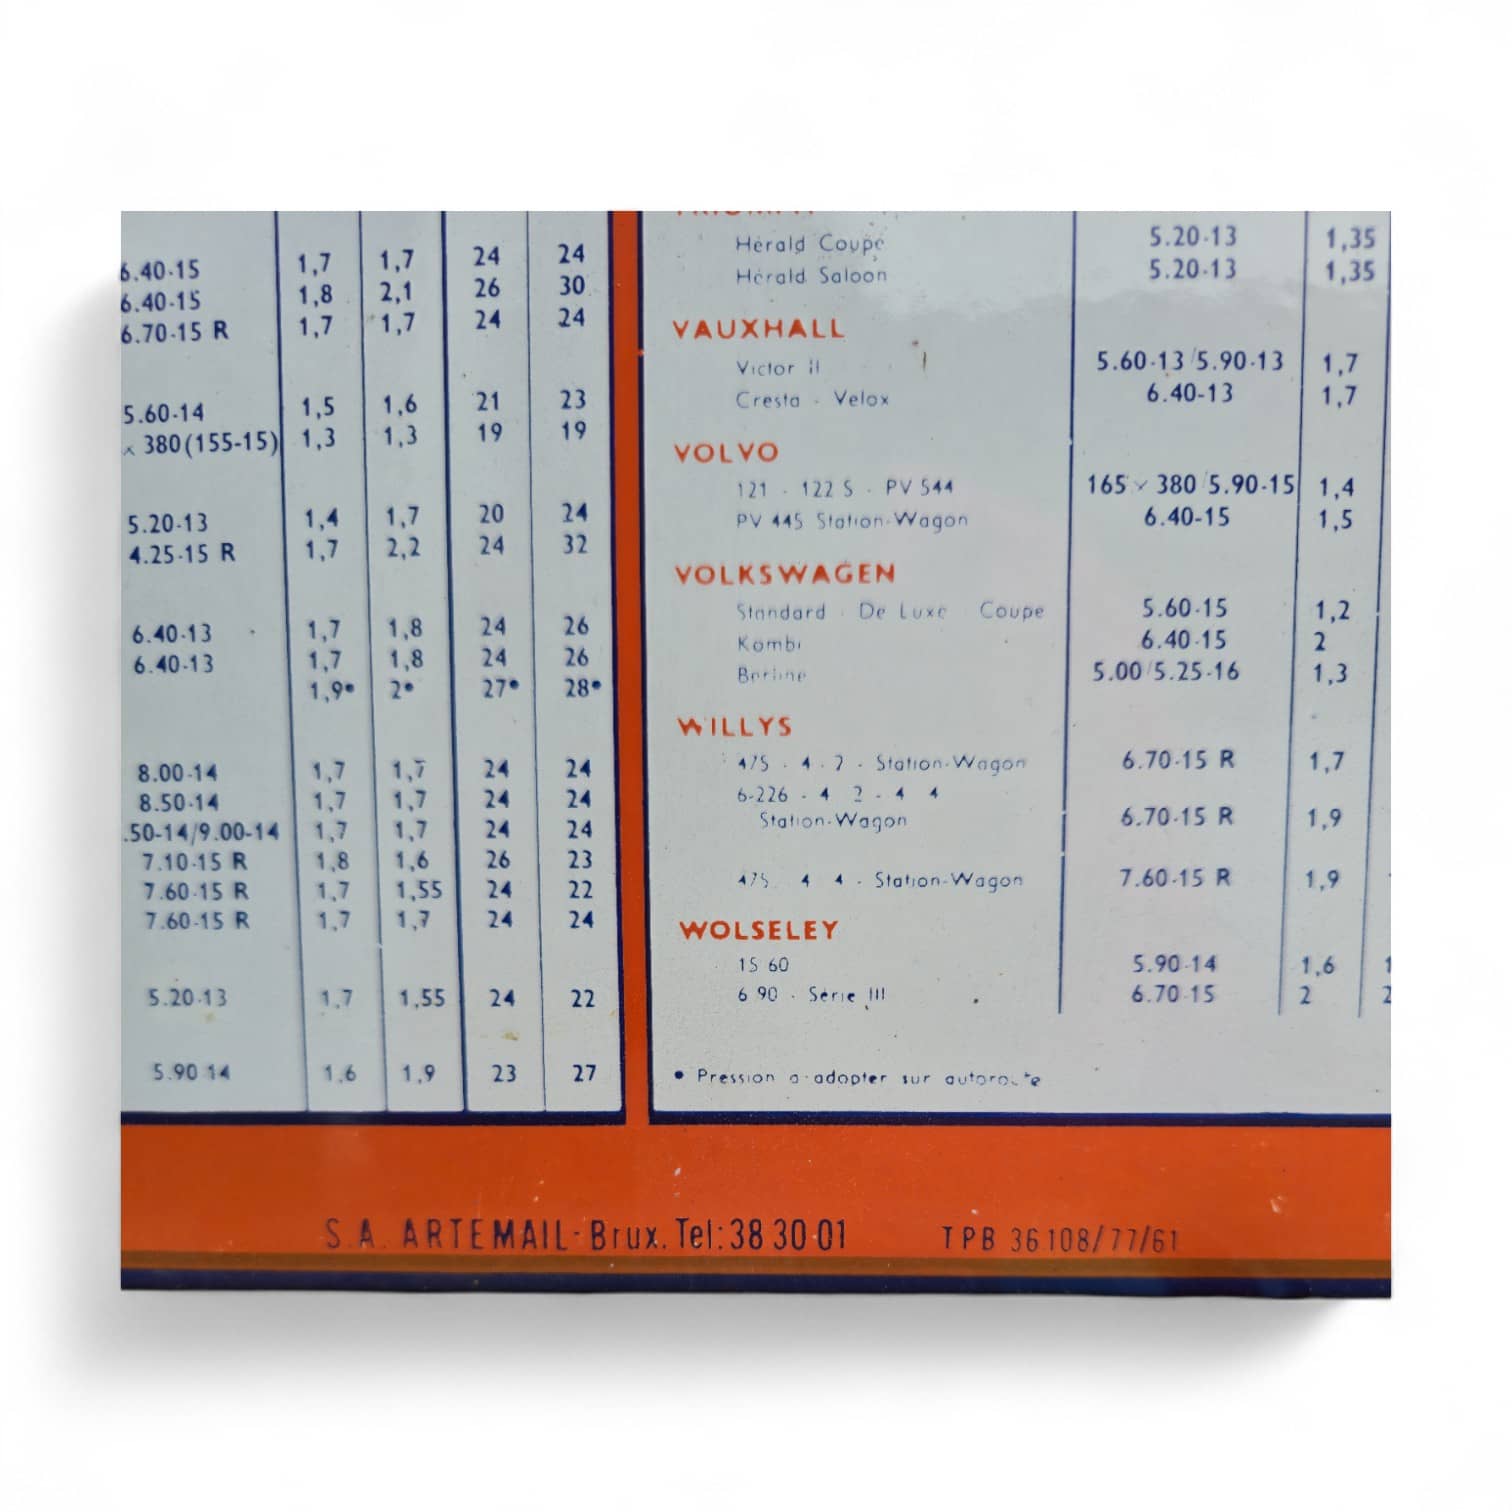 6.40-15 1,7 1,7 24 24
6.40-15 1,8 2,1 26 30
6.70-15 R 1,7 1,7 24 24
5.60-14 1,5 1,6 21 23
× 380(155-15) 1,3 1,3 19 19
5.20-13 1,4 1,7 20 24
4.25-15 R 1,7 2,2 24 32
6.40-13 1,7 1,8 24 26
6.40-13 1,7 1,8 24 26
1,9• 2• 27• 28•
8.00-14 1,7 1,7 24 24
8.50-14 1,7 1,7 24 24
.50-14/9.00-14 1,7 1,7 24 24
7.10-15 R 1,8 1,6 26 23
7.60-15 R 1,7 1,55 24 22
7.60-15 R 1,7 1,7 24 24
5.20-13 1,7 1,55 24 22
5.90-14 1,6 1,9 23 27
TRIUMPH
Hérald Coupé 5.20-13 1,35
Hérald Saloon 5.20-13 1,35
VAUXHALL
Victor II 5.60-13/5.90-13 1,7
Cresta - Velox 6.40-13 1,7
VOLVO
121 - 122 S - PV 544 165 × 380/5.90-15 1,4
PV 445 Station-Wagon 6.40-15 1,5
VOLKSWAGEN
Standard - De Luxe - Coupé 5.60-15 1,2
Kombi 6.40-15 2
Berline 5.00/5.25-16 1,3
WILLYS
475 - 4 - 2 - Station-Wagon 6.70-15 R 1,7
6-226 - 4 2 - 4 4
Station-Wagon 6.70-15 R 1,9
475 4 4 - Station-Wagon 7.60-15 R 1,9
WOLSELEY
15 60 5.90-14 1,6 1
6 90 - Série III 6.70-15 2 2
• Pression a-adopter sur autoroute
S.A. ARTEMAIL-Brux. Tel: 38 30 01 TPB 36.108/77/61